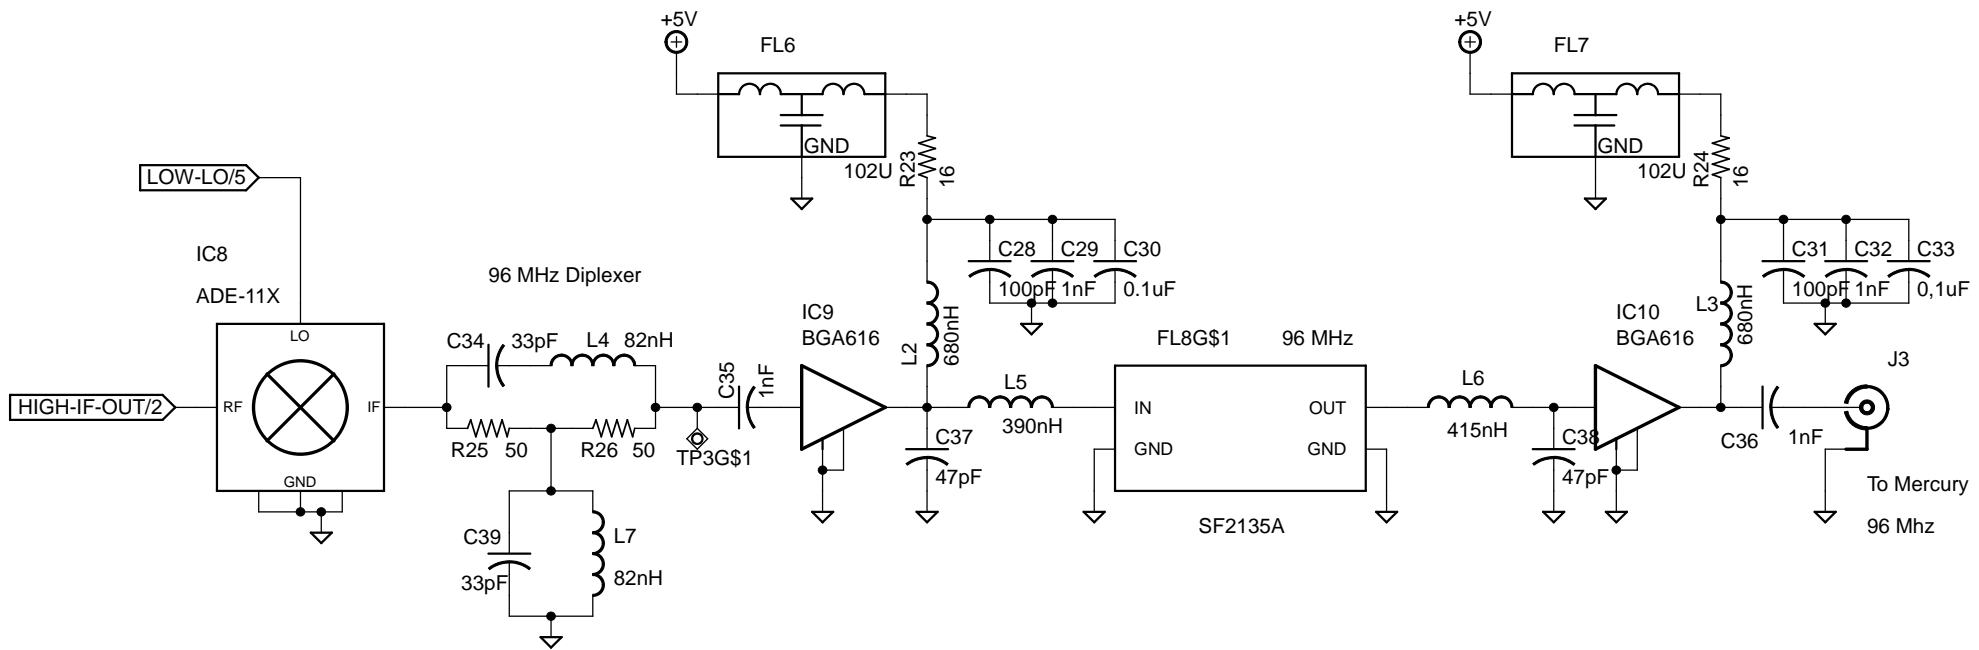 +5V
FL6
GND
102U
R23
16
+5V
FL7
GND
102U
R24
16
LOW-LO/5
IC8
ADE-11X
LO
RF
IF
GND
HIGH-IF-OUT/2
96 MHz Diplexer
C34
33pF
L4
82nH
R25
50
R26
50
C39
33pF
L7
82nH
TP3G$1
C35
1nF
IC9
BGA616
L2
680nH
C28
100pF
C29
1nF
C30
0.1uF
L5
390nH
C37
47pF
FL8G$1
96 MHz
IN
OUT
GND
GND
SF2135A
L6
415nH
C38
47pF
IC10
BGA616
L3
680nH
C31
100pF
C32
1nF
C33
0,1uF
C36
1nF
J3
To Mercury
96 Mhz